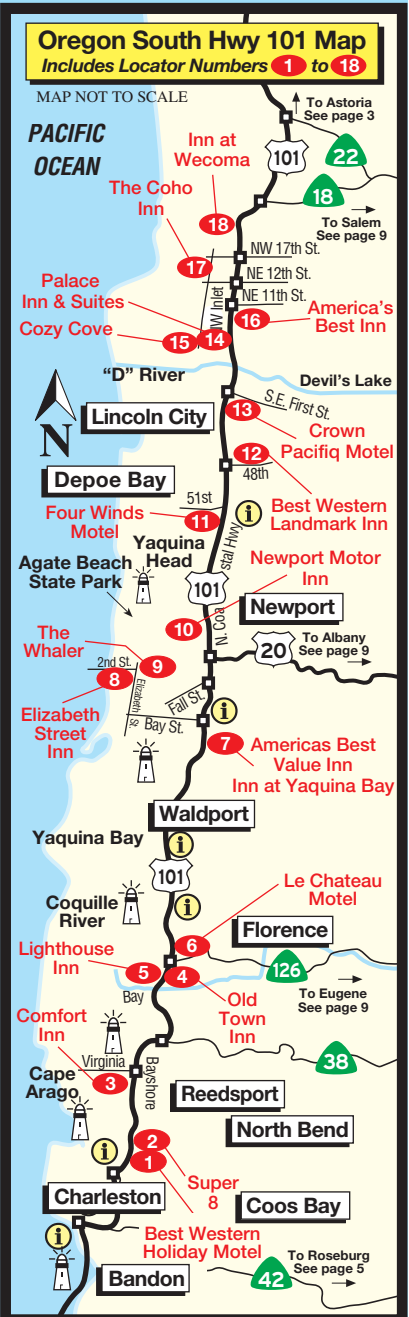 Oregon South Hwy 101 Map
Includes Locator Numbers 1 to 18
MAP NOT TO SCALE
To Astoria
See page 3
PACIFIC
OCEAN
Inn at
Wecoma
101
22
The Coho
Inn
18
18
To Salem
See page 9
17
NW 17th St.
NE 12th St.
NW Inlet
NE 11th St.
Palace
Inn & Suites
16
America's
Best Inn
Cozy Cove
15
14
"D" River
Devil's Lake
N
S.E. First St.
13
Lincoln City
Crown
Pacifiq Motel
12
48th
Depoe Bay
51st
Best Western
Landmark Inn
Four Winds
Motel
11
i
Yaquina
Head
N. Coastal Hwy
Agate Beach
State Park
Newport Motor
Inn
101
Newport
10
The
Whaler
To Albany
See page 9
20
2nd St.
9
8
Elizabeth St.
Fall St.
Elizabeth
Street
Inn
Bay St.
i
7
Americas Best
Value Inn
Inn at Yaquina Bay
Waldport
Yaquina Bay
i
101
Le Chateau
Motel
Coquille
River
i
Florence
6
Lighthouse
Inn
5
4
126
Bay
Old
Town
Inn
To Eugene
See page 9
Comfort
Inn
38
Virginia
Bayshore
Cape
Arago
3
Reedsport
North Bend
2
i
1
Super
8
Charleston
Coos Bay
Best Western
Holiday Motel
i
Bandon
To Roseburg
See page 5
42